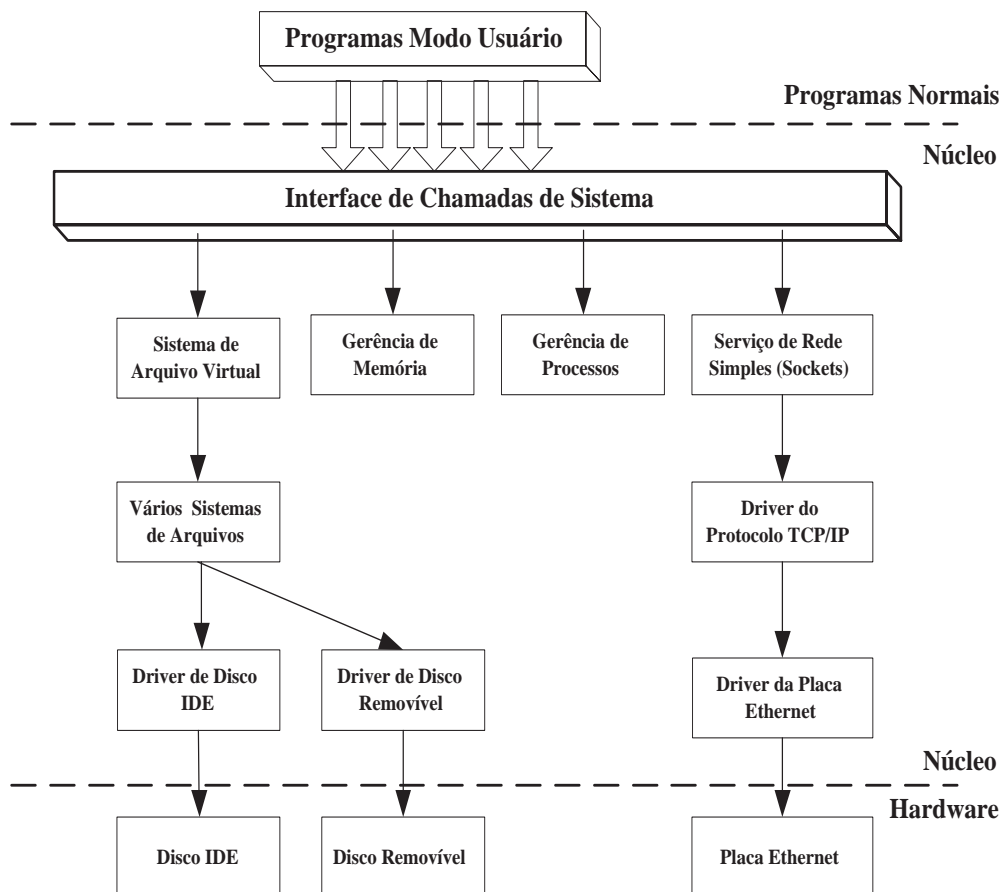 Programas Modo Usuário
Programas Normais
Núcleo
Interface de Chamadas de Sistema
Sistema de
Arquivo Virtual
Gerência de
Memória
Gerência de
Processos
Serviço de Rede
Simples (Sockets)
Vários Sistemas
de Arquivos
Driver do
Protocolo TCP/IP
Driver de Disco
IDE
Driver de Disco
Removível
Driver da Placa
Ethernet
Núcleo
Hardware
Disco IDE
Disco Removível
Placa Ethernet